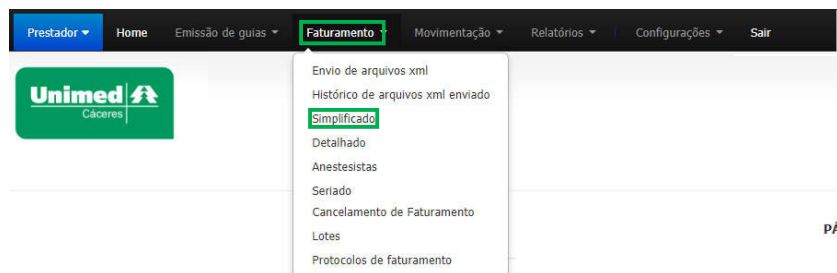 Prestador Home Emissão de guias Faturamento Movimentação Relatórios Configurações Sair
Unimed
Cáceres
Envio de arquivos xml
Histórico de arquivos xml enviado
Simplificado
Detalhado
Anestesistas
Seriado
Cancelamento de Faturamento
Lotes
Protocolos de faturamento
PÁ